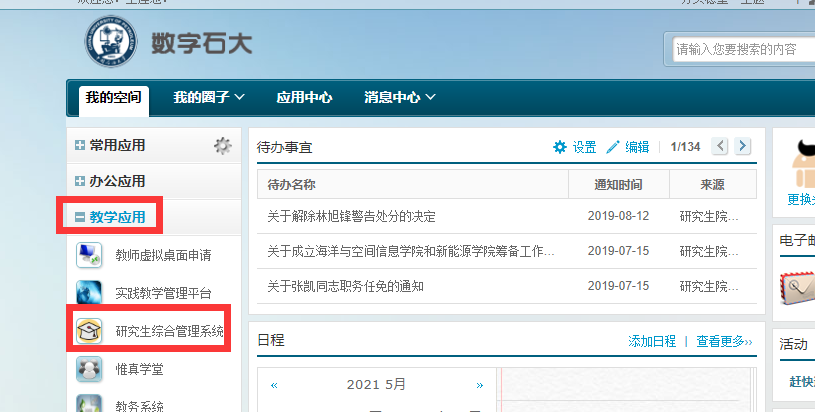 数字石大
请输入您要搜索的内容
我的空间 我的圈子 应用中心 消息中心
常用应用
办公应用
教学应用
教师虚拟桌面申请
实践教学管理平台
研究生综合管理系统
惟真学堂
教务系统
待办事宜 设置 编辑 1/134
待办名称 通知时间 来源
关于解除林旭锋警告处分的决定 2019-08-12 研究生院...
关于成立海洋与空间信息学院和新能源学院筹备工作... 2019-07-15 研究生院...
关于张凯同志职务任免的通知 2019-07-15 研究生院...
日程 添加日程 | 查看更多››
« 2021 5月 »
更换
电子邮
活动
赶快